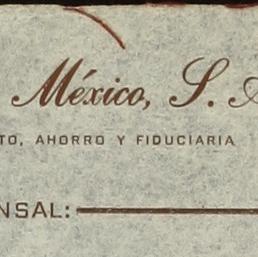 México, S. A
TO, AHORRO Y FIDUCIARIA
NSAL: